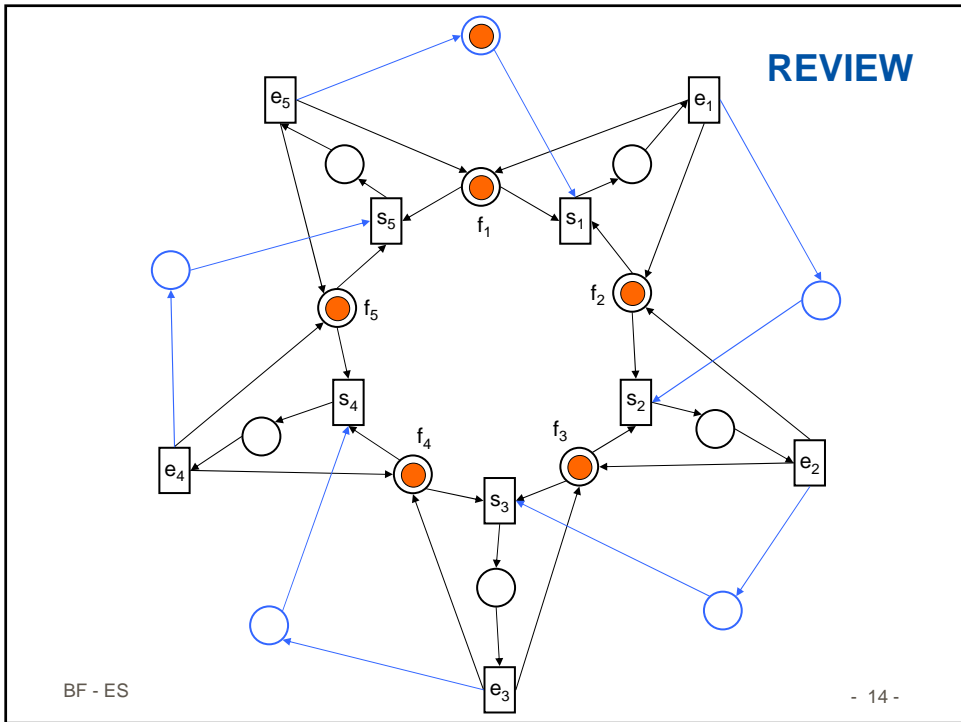 REVIEW
e5
e1
s5
f1
s1
f5
f2
s4
s2
f4
f3
e4
s3
e2
e3
BF - ES
- 14 -